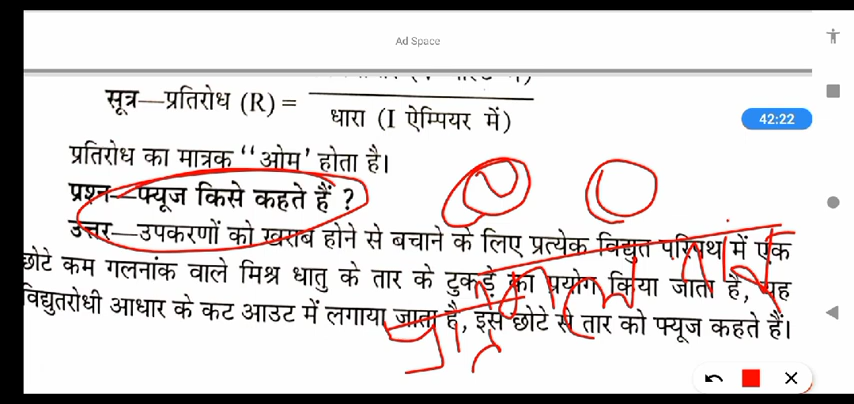 Ad Space
सूत्र—प्रतिरोध (R) =
धारा (I ऐम्पियर में)
42:22
प्रतिरोध का मात्रक ‘‘ओम’ होता है।
प्रश्न—फ्यूज किसे कहते हैं ?
उत्तर—उपकरणों को खराब होने से बचाने के लिए प्रत्येक विद्युत परिपथ में एक
छोटे कम गलनांक वाले मिश्र धातु के तार के टुकड़े का प्रयोग किया जाता है, यह
विद्युतरोधी आधार के कट आउट में लगाया जाता है, इस छोटे से तार को फ्यूज कहते हैं।